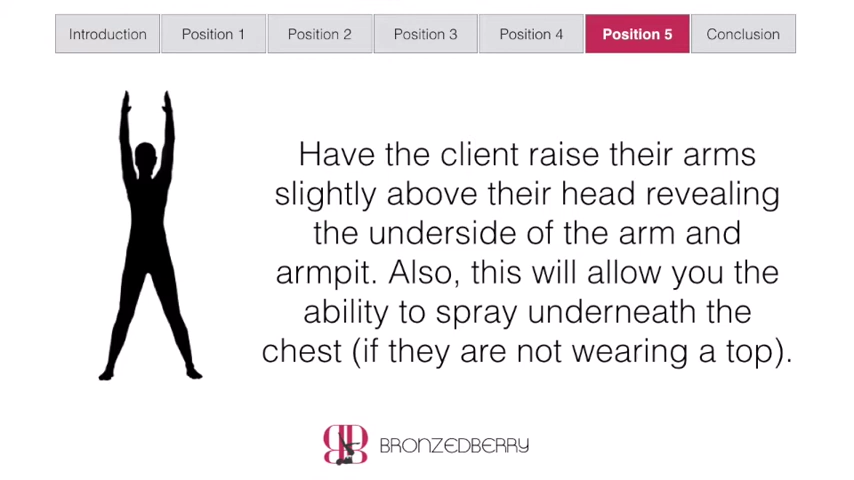 Introduction
Position 1
Position 2
Position 3
Position 4
Position 5
Conclusion
Have the client raise their arms
slightly above their head revealing
the underside of the arm and
armpit. Also, this will allow you the
ability to spray underneath the
chest (if they are not wearing a top).
BRONZEDBERRY